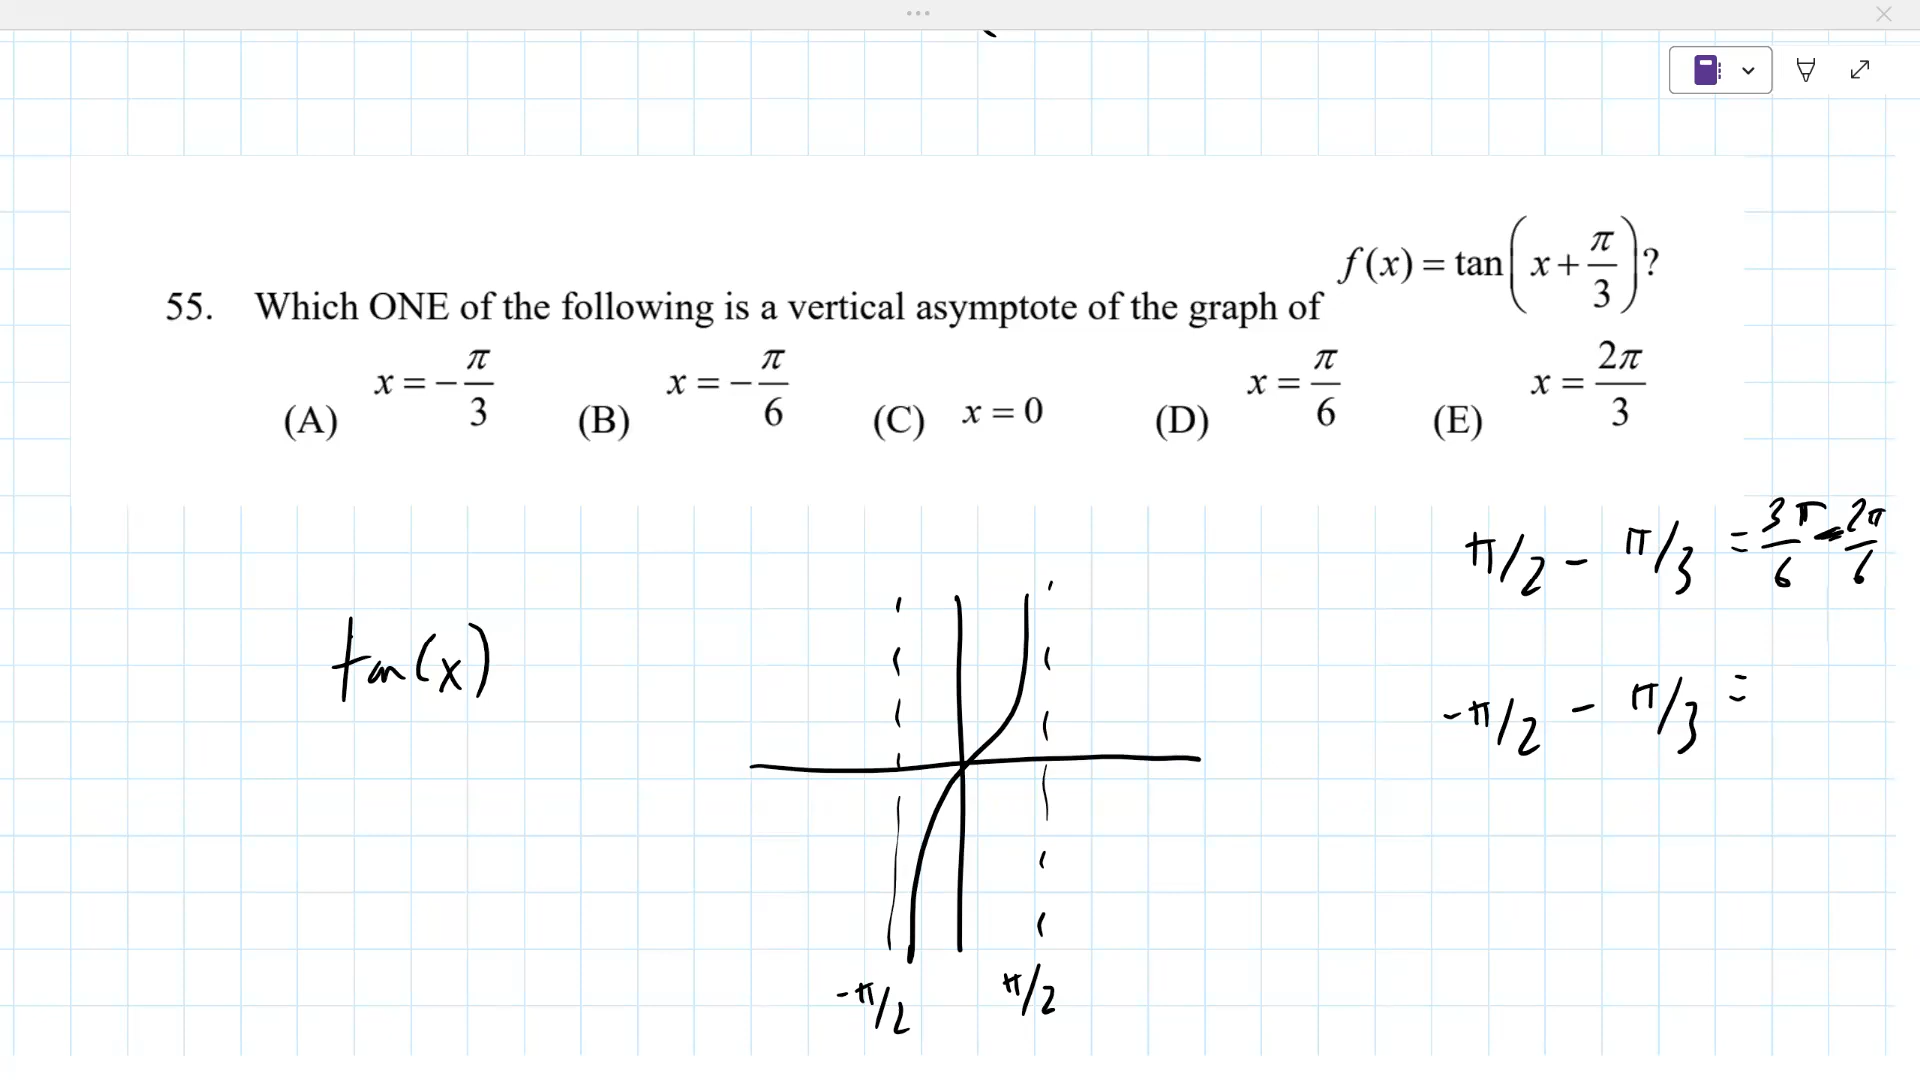 55. Which ONE of the following is a vertical asymptote of the graph of f(x) = tan(x + π/3)?
(A) x = -π/3 (B) x = -π/6 (C) x = 0 (D) x = π/6 (E) x = 2π/3
π/2 - π/3 = 3π/6 - 2π/6
tan(x)
-π/2 - π/3 =
-π/2 π/2